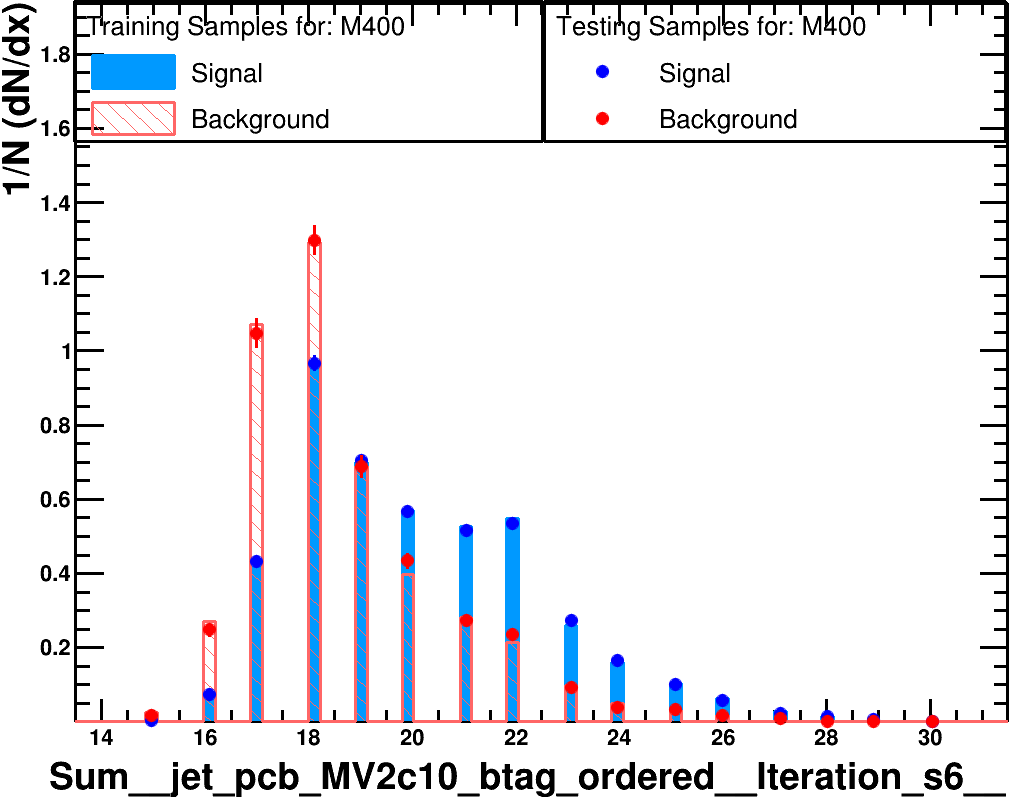 1/N (dN/dx)
Training Samples for: M400
Signal
Background
Testing Samples for: M400
Signal
Background
1.8
1.6
1.4
1.2
1
0.8
0.6
0.4
0.2
14 16 18 20 22 24 26 28 30
Sum__jet_pcb_MV2c10_btag_ordered__Iteration_s6__